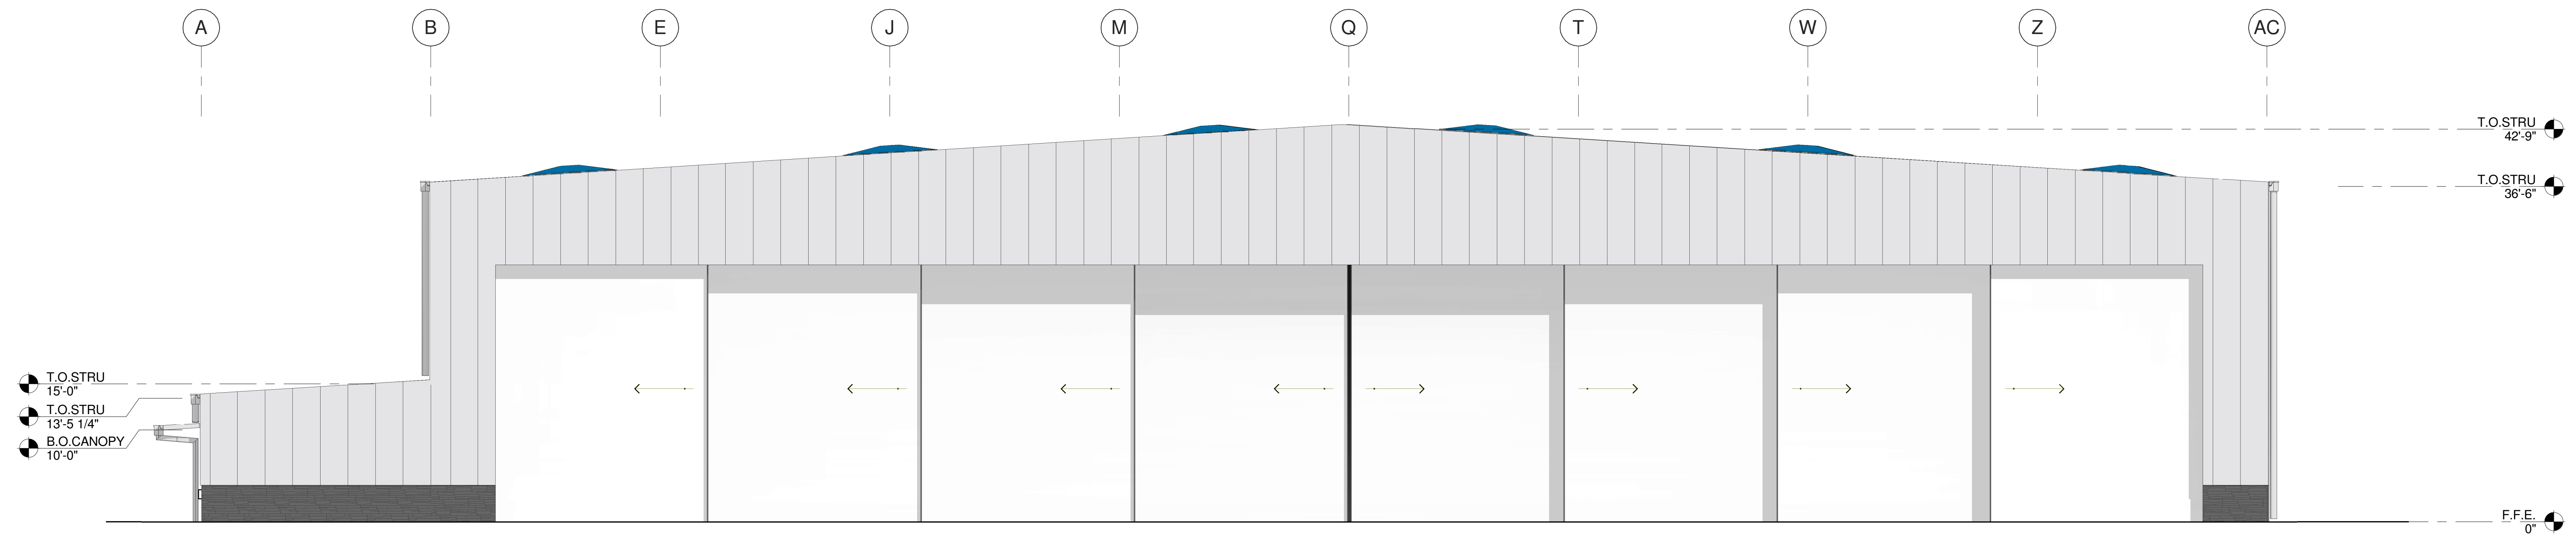 A B E J M Q T W Z AC
T.O.STRU
42'-9"
T.O.STRU
36'-6"
T.O.STRU
15'-0"
T.O.STRU
13'-5 1/4"
B.O.CANOPY
10'-0"
F.F.E.
0"